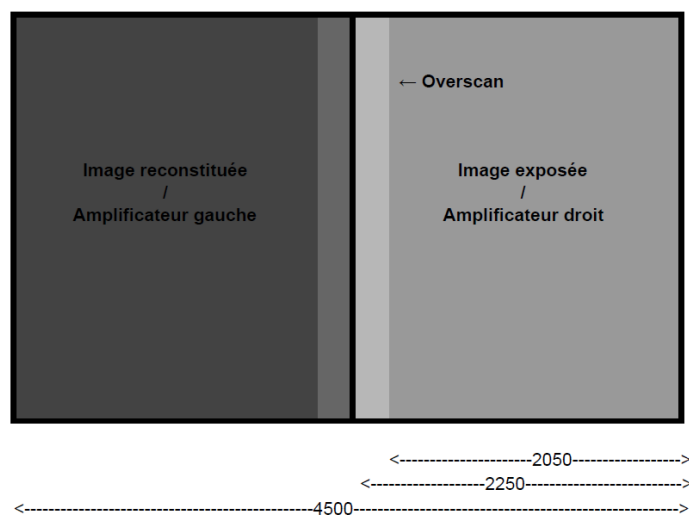 ← Overscan
Image reconstituée
/
Amplificateur gauche
Image exposée
/
Amplificateur droit
<-----------------------2050------------------->
<-------------------2250-------------------------->
<------------------------------------------------4500------------------------------------------------------>